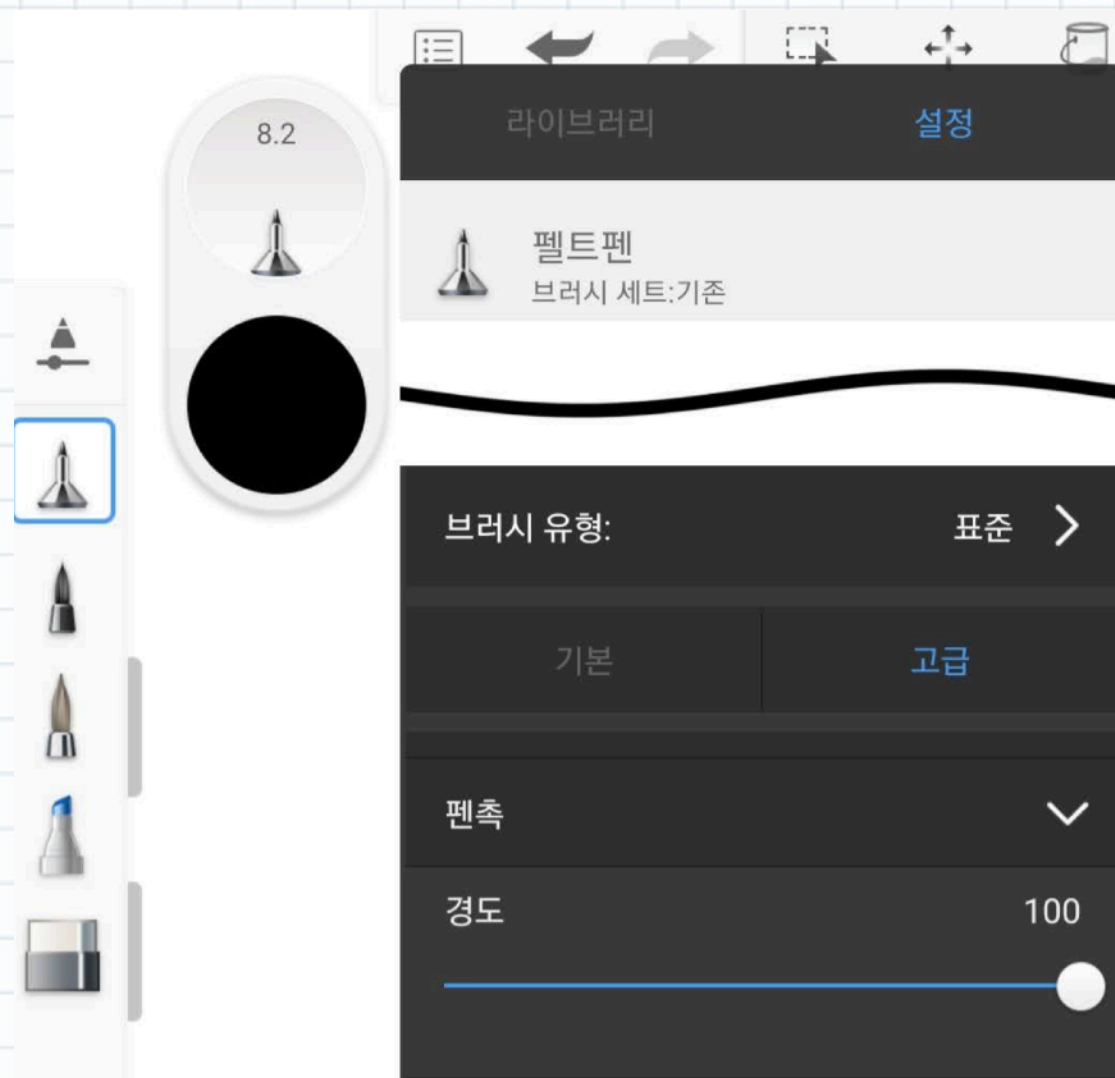 8.2
라이브러리 설정
펠트펜
브러시 세트:기존
브러시 유형: 표준
기본 고급
펜촉
경도 100